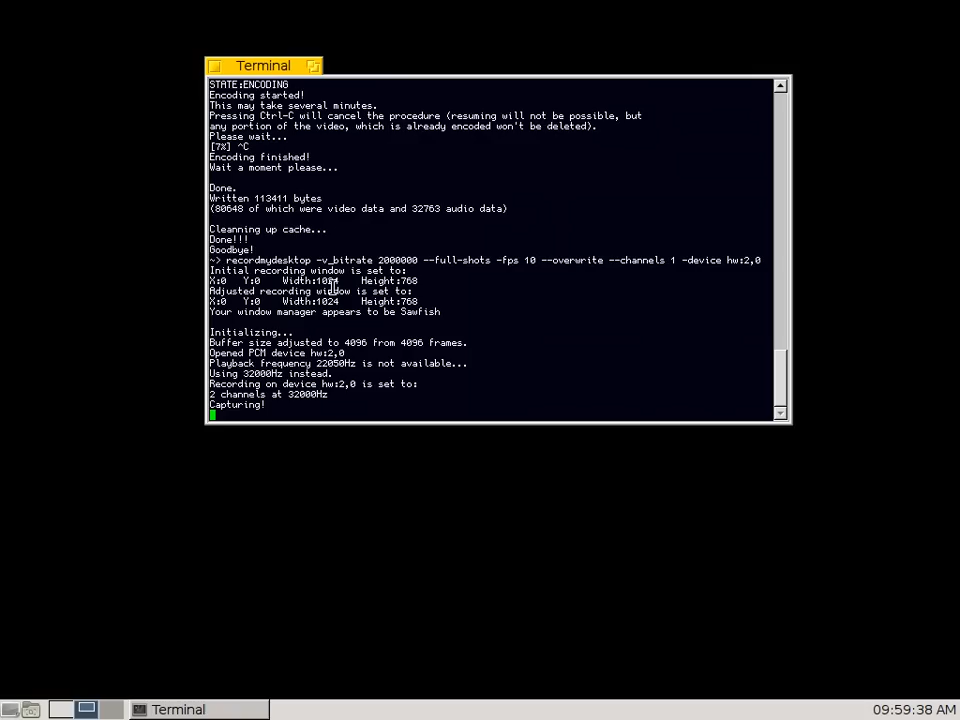 Terminal
STATE:ENCODING
Encoding started!
This may take several minutes.
Pressing Ctrl-C will cancel the procedure (resuming will not be possible, but
any portion of the video, which is already encoded won't be deleted).
Please wait...
[7%] ^C
Encoding finished!
Wait a moment please...
Done.
Written 113411 bytes
(80648 of which were video data and 32763 audio data)
Cleanning up cache...
Done!!!
Goodbye!
~> recordmydesktop -v_bitrate 2000000 --full-shots -fps 10 --overwrite --channels 1 -device hw:2,0
Initial recording window is set to:
X:0 Y:0 Width:1024 Height:768
Adjusted recording window is set to:
X:0 Y:0 Width:1024 Height:768
Your window manager appears to be Sawfish
Initializing...
Buffer size adjusted to 4096 from 4096 frames.
Opened PCM device hw:2,0
Playback frequency 22050Hz is not available...
Using 32000Hz instead.
Recording on device hw:2,0 is set to:
2 channels at 32000Hz
Capturing!
Terminal
09:59:38 AM